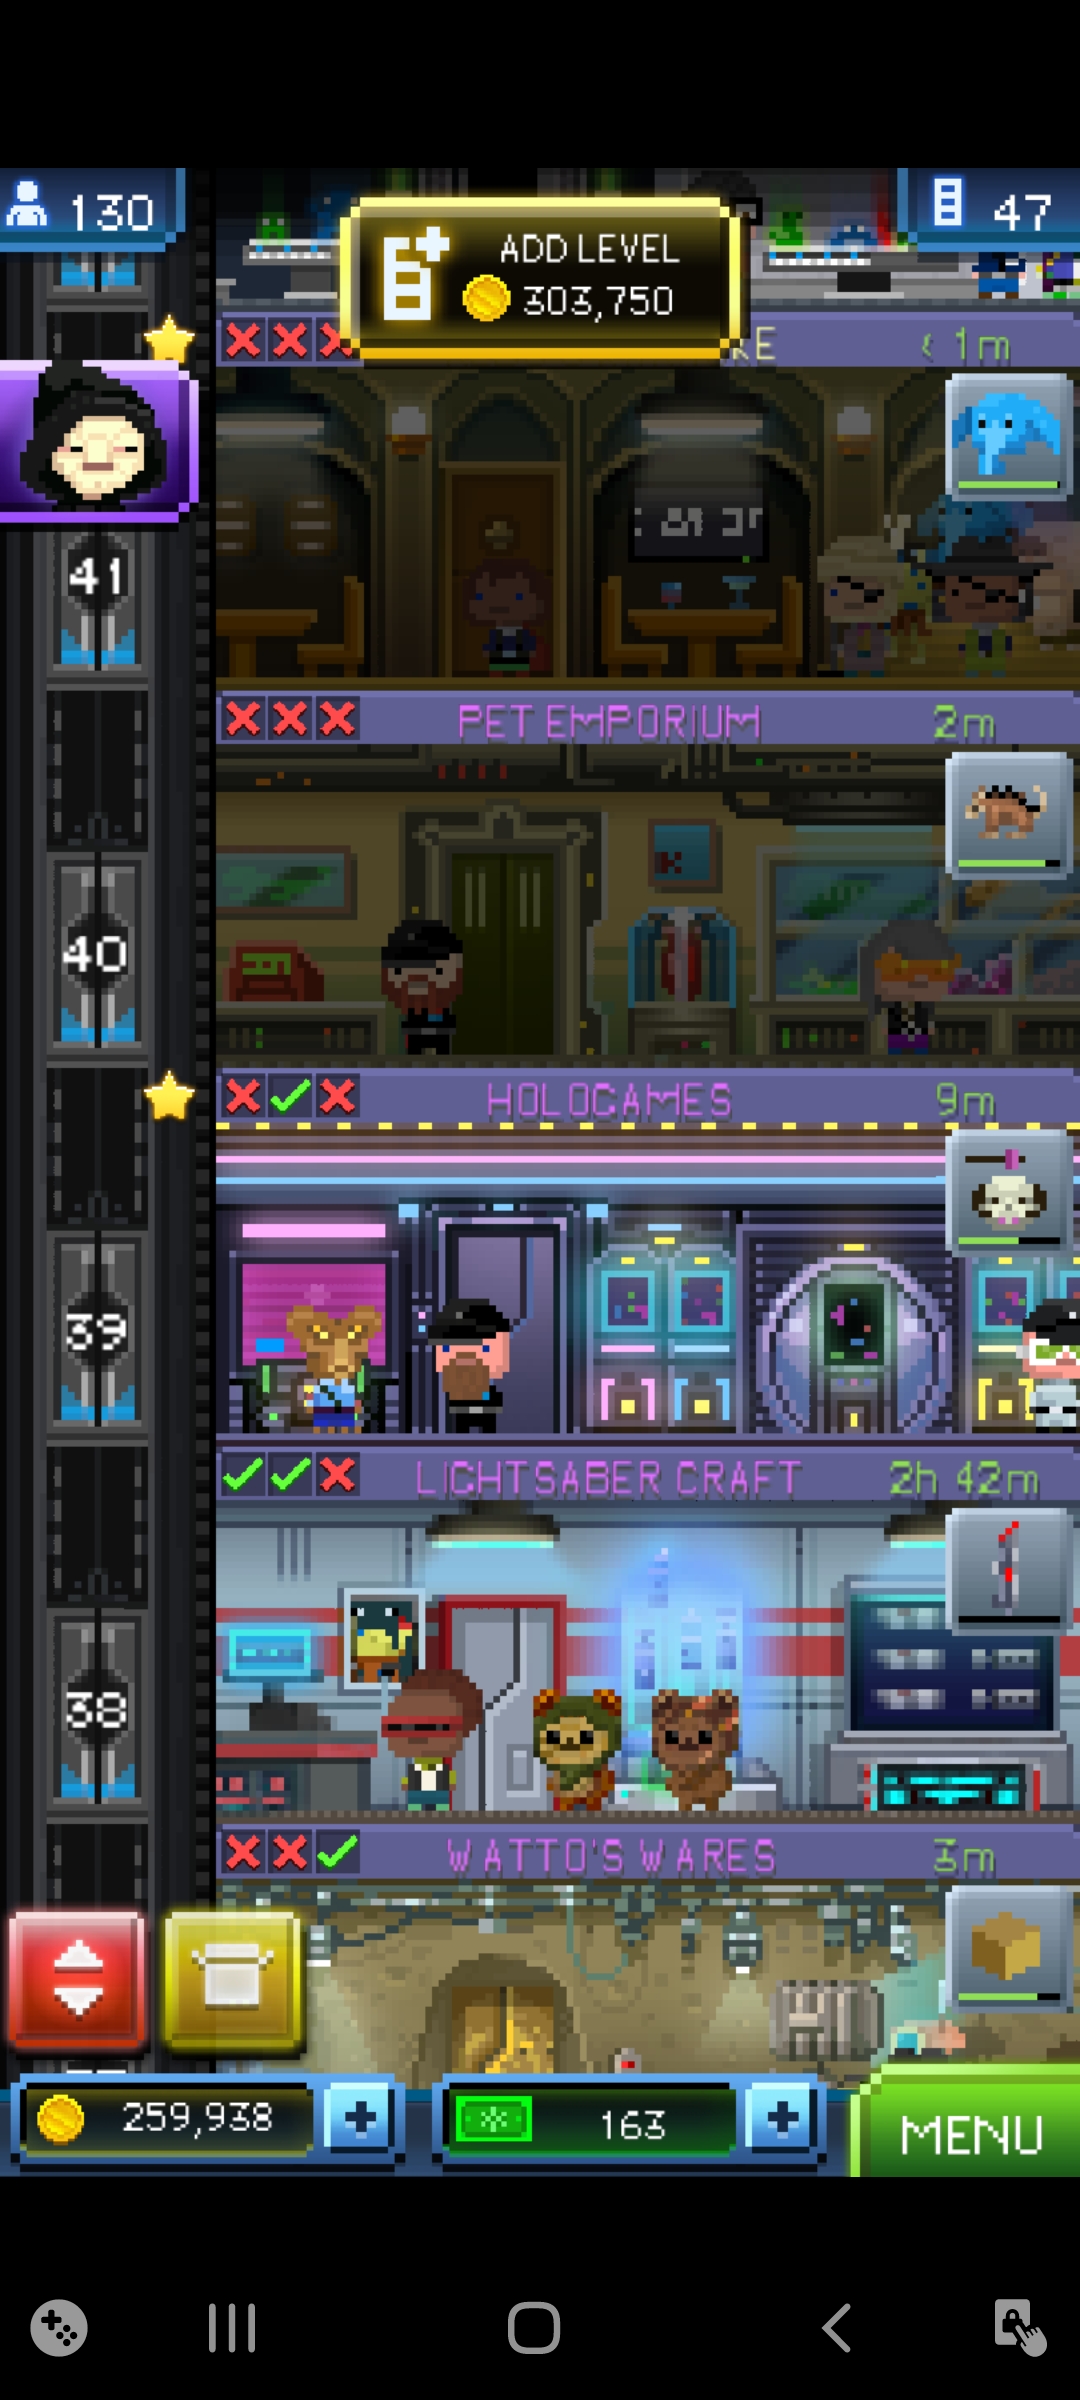 130
47
ADD LEVEL
303,750
KE
< 1m
41
PET EMPORIUM
2m
40
HOLOGAMES
9m
39
LIGHTSABER CRAFT
2h 42m
38
WATTO'S WARES
3m
259,938
163
MENU